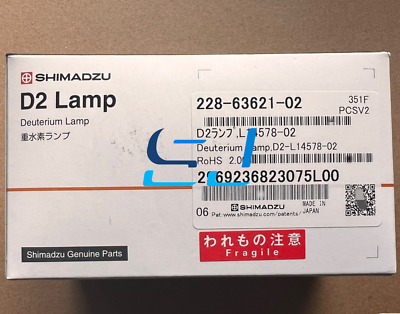 SHIMADZU
D2 Lamp
Deuterium Lamp
重水素ランプ
Shimadzu Genuine Parts
228-63621-02
351F
PCSV2
D2ランプ,L14578-02
Deuterium Lamp,D2-L14578-02
RoHS 2.0
69236823075L00
06
SHIMADZU
MADE IN
JAPAN
Pat.www.shimadzu.com/patents/
われもの注意
Fragile